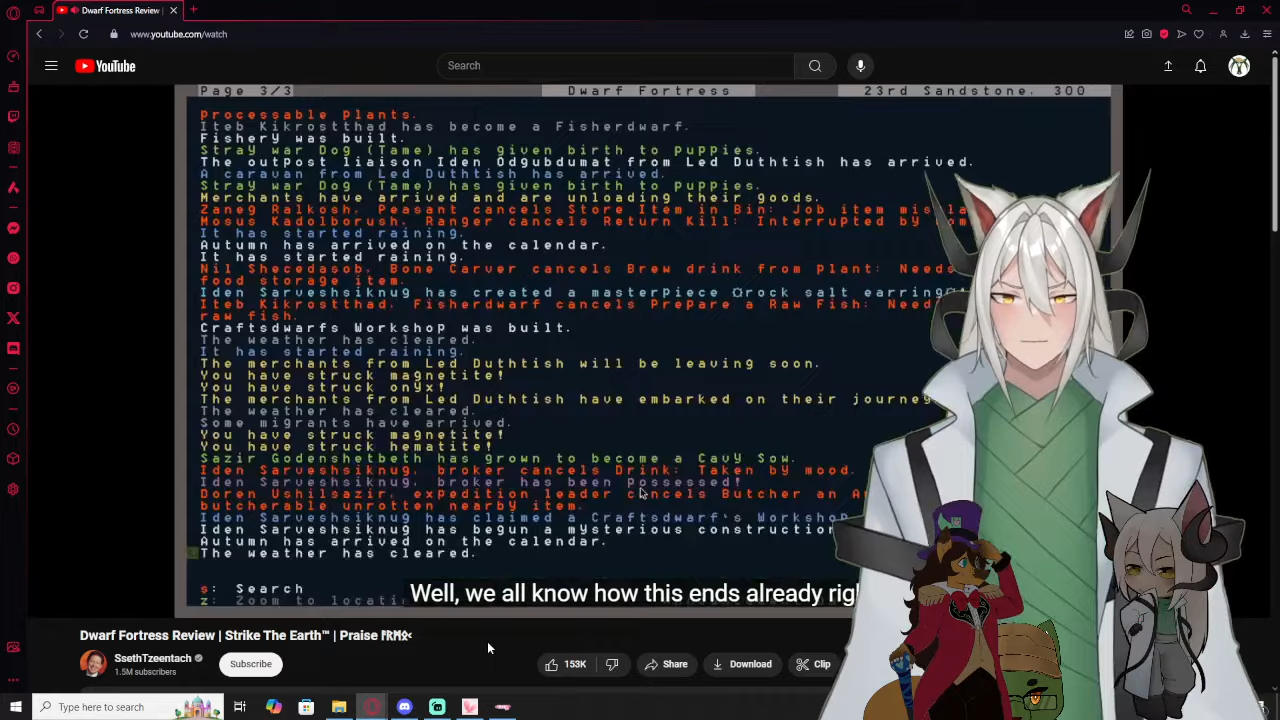 Dwarf Fortress Review |
www.youtube.com/watch
YouTube
Search
Page 3/3
Dwarf Fortress
23rd Sandstone, 300
Processable Plants.
Iteb Kikrostthad has become a Fisherdwarf.
Fishery was built.
Stray war Dog (Tame) has given birth to puppies.
The outpost liaison Iden Odgubdumat from Led Duthtish has arrived.
A caravan from Led Duthtish has arrived.
Stray war Dog (Tame) has given birth to puppies.
Merchants have arrived and are unloading their goods.
Zaneg Ralkosh, Peasant cancels Store Item in Bin: Job item
Mosus Kadolborush, Ranger cancels Return Kill: Interrupted by
It has started raining.
Autumn has arrived on the calendar.
It has started raining.
Nil Shecedasob, Bone Carver cancels Brew drink from Plant: Needs
food storage item.
Iden Sarveshsiknug has created a masterpiece ☼rock salt earring
Iteb Kikrostthad, Fisherdwarf cancels Prepare a Raw Fish:
raw fish.
Craftsdwarfs Workshop was built.
The weather has cleared.
It has started raining.
The merchants from Led Duthtish will be leaving soon.
You have struck magnetite!
You have struck onyx!
The merchants from Led Duthtish have embarked on their journey
The weather has cleared.
Some migrants have arrived.
You have struck magnetite!
You have struck hematite!
Sazir Godenshetbeth has grown to become a Cavy Sow.
Iden Sarveshsiknug, broker cancels Drink: Taken by mood.
Iden Sarveshsiknug, broker has been possessed!
Doren Ushilsazir, expedition leader cancels Butcher an
butcherable unrotten nearby item.
Iden Sarveshsiknug has claimed a Craftsdwarf's Workshop
Iden Sarveshsiknug has begun a mysterious construction
Autumn has arrived on the calendar.
The weather has cleared.
s: Search
z: Zoom to
Well, we all know how this ends already
Dwarf Fortress Review | Strike The Earth™ | Praise
SsethTzeentach
1.5M subscribers
Subscribe
153K
Share
Download
Clip
Type here to search